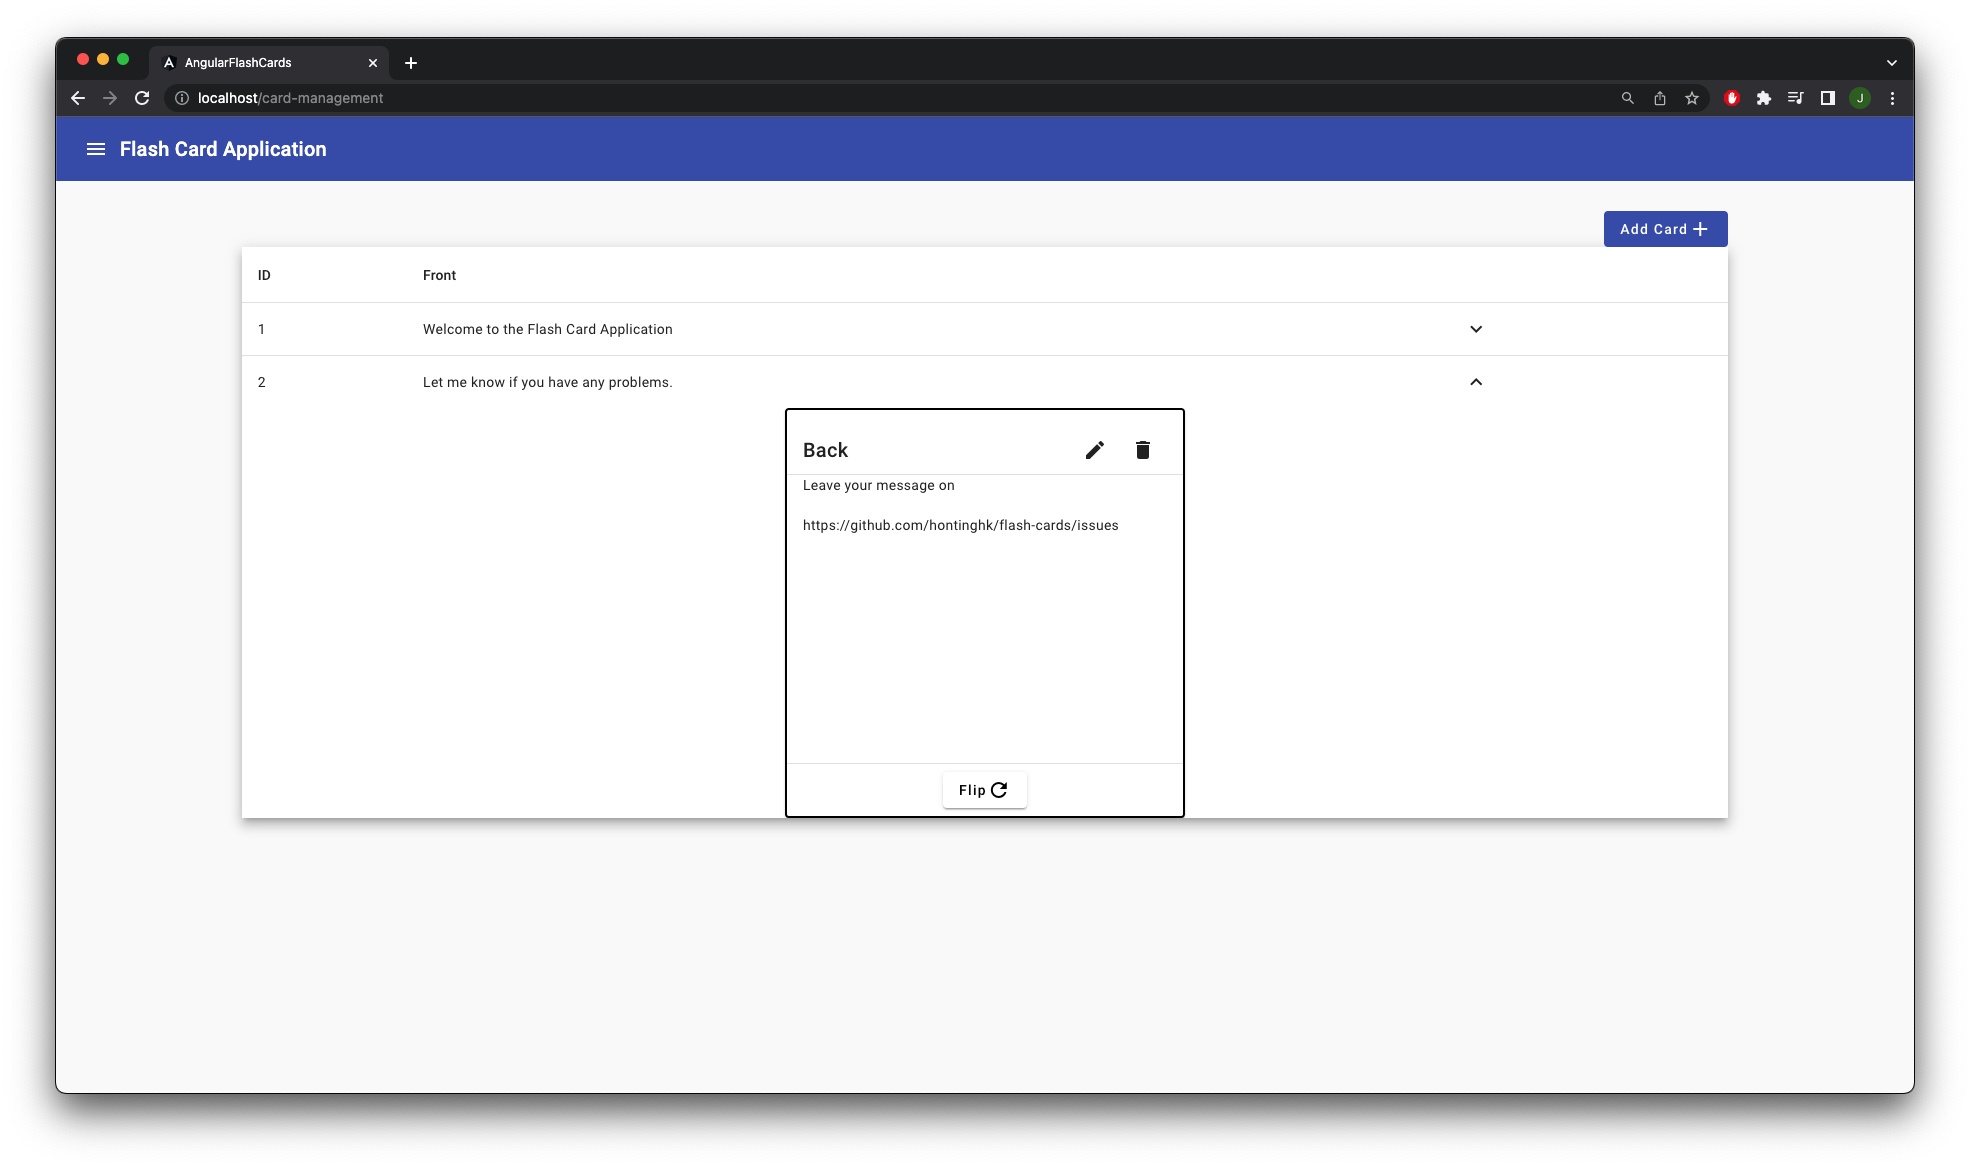 AngularFlashCards
localhost/card-management
J
Flash Card Application
Add Card
ID Front
1 Welcome to the Flash Card Application
2 Let me know if you have any problems.
Back
Leave your message on
https://github.com/hontinghk/flash-cards/issues
Flip